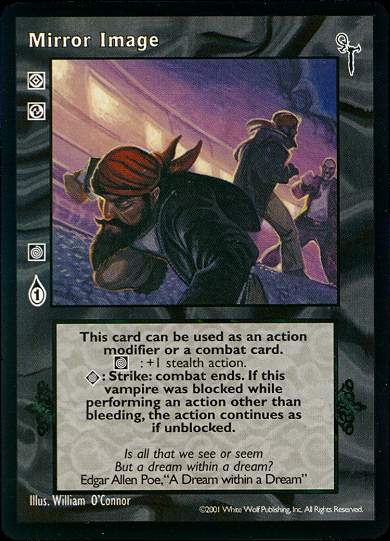 Mirror Image
1
This card can be used as an action
modifier or a combat card.
: +1 stealth action.
: Strike: combat ends. If this
vampire was blocked while
performing an action other than
bleeding, the action continues as
if unblocked.
Is all that we see or seem
But a dream within a dream?
Edgar Allen Poe, "A Dream within a Dream"
Illus. William O'Connor
©2001 White Wolf Publishing, Inc. All Rights Reserved.